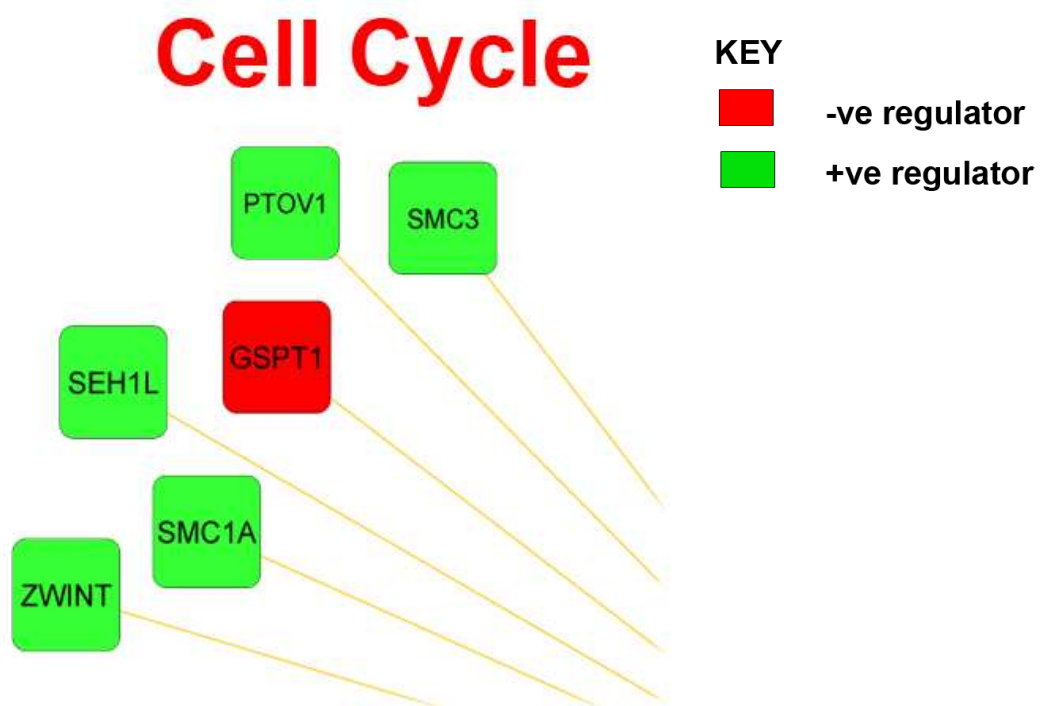 Cell Cycle
KEY
-ve regulator
+ve regulator
PTOV1
SMC3
GSPT1
SEH1L
SMC1A
ZWINT